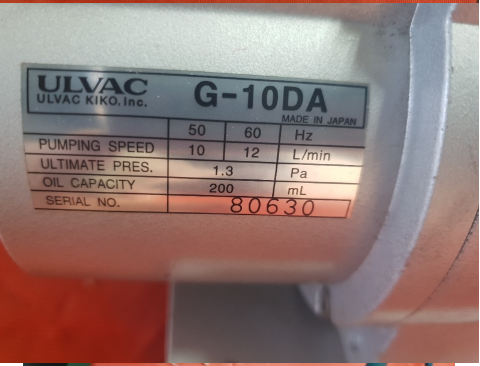 ULVAC
ULVAC KIKO. Inc.
G-10DA
MADE IN JAPAN
50 60 Hz
PUMPING SPEED 10 12 L/min
ULTIMATE PRES. 1.3 Pa
OIL CAPACITY 200 mL
SERIAL NO. 80630